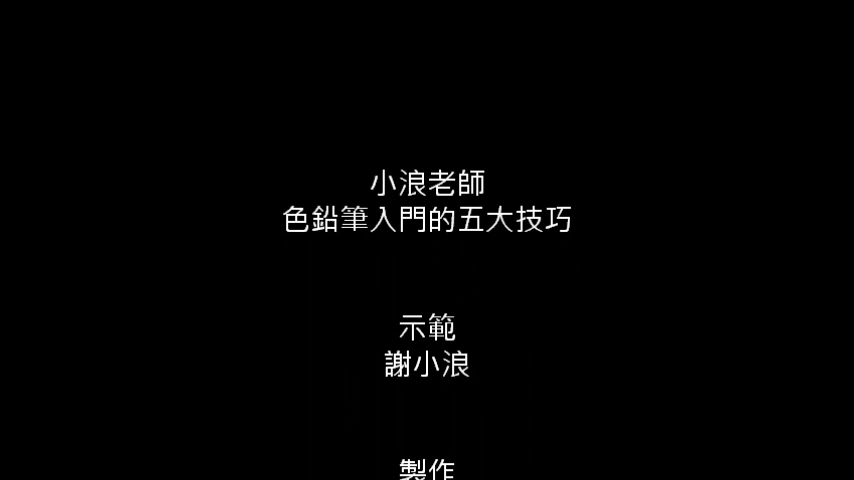 小浪老師
色鉛筆入門的五大技巧
示範
謝小浪
製作